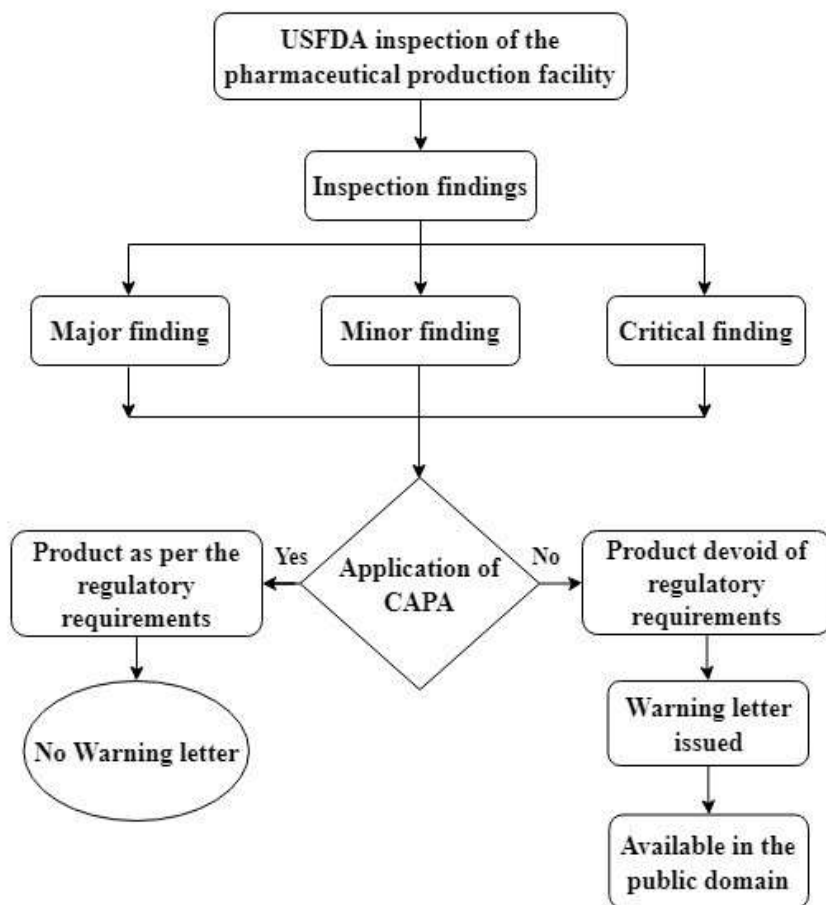 USFDA inspection of the
pharmaceutical production facility
Inspection findings
Major finding
Minor finding
Critical finding
Application of
CAPA
Yes
Product as per the
regulatory
requirements
No Warning letter
No
Product devoid of
regulatory
requirements
Warning letter
issued
Available in the
public domain